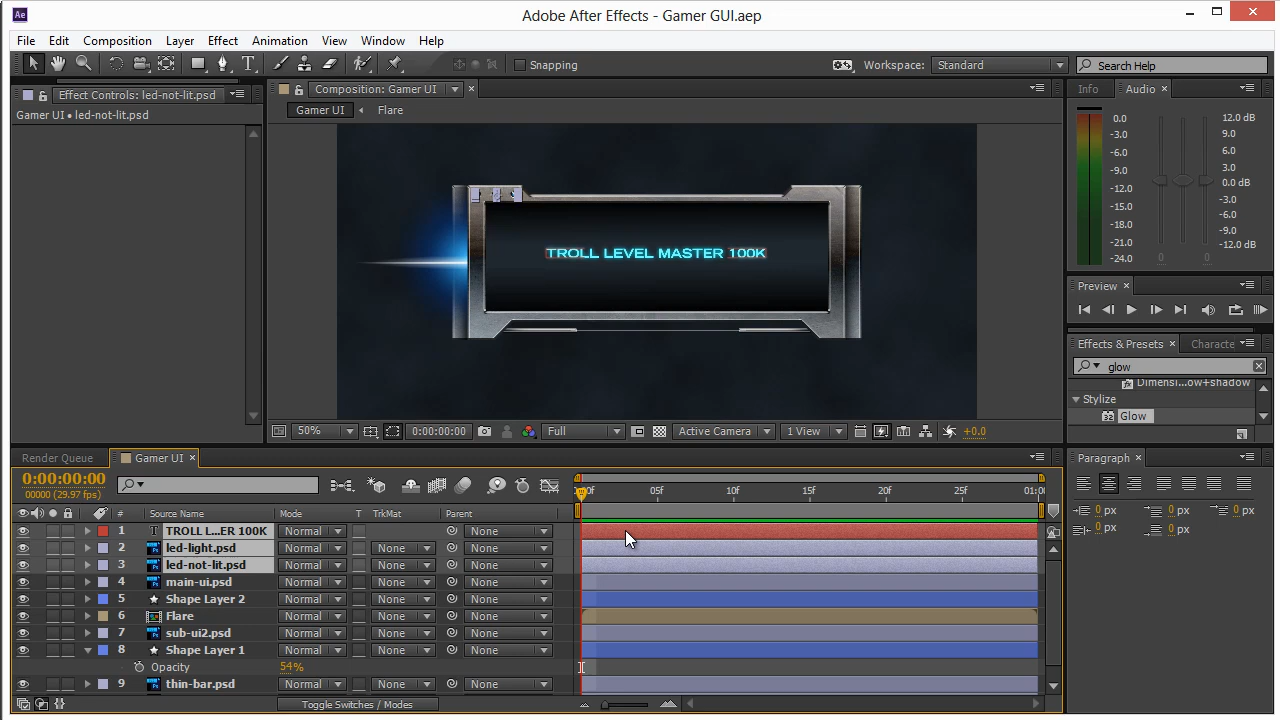 Ae
Adobe After Effects - Gamer GUI.aep
File Edit Composition Layer Effect Animation View Window Help
Snapping
Workspace: Standard
Search Help
Effect Controls: led-not-lit.psd
Gamer UI • led-not-lit.psd
Composition: Gamer UI
Gamer UI
Flare
TROLL LEVEL MASTER 100K
50%
0:00:00:00
Full
Active Camera
1 View
+0.0
Info
Audio
0.0
-3.0
-6.0
-9.0
-12.0
-15.0
-18.0
-21.0
-24.0
12.0 dB
9.0
6.0
3.0
0.0 dB
-3.0
-6.0
-9.0
-12.0 dB
0
0
Preview
Effects & Presets
Characte
glow
Dimensi...ow+shadow
Stylize
32
Glow
Paragraph
0 px
0 px
0 px
0 px
0 px
Render Queue
Gamer UI
0:00:00:00
00000 (29.97 fps)
05f
10f
15f
20f
25f
# Source Name Mode T TrkMat Parent
1 T TROLL L...ER 100K Normal None
2 led-light.psd Normal None None
3 led-not-lit.psd Normal None None
4 main-ui.psd Normal None None
5 Shape Layer 2 Normal None None
6 Flare Normal None None
7 sub-ui2.psd Normal None None
8 Shape Layer 1 Normal None None
Opacity 54%
9 thin-bar.psd Normal None None
Toggle Switches / Modes